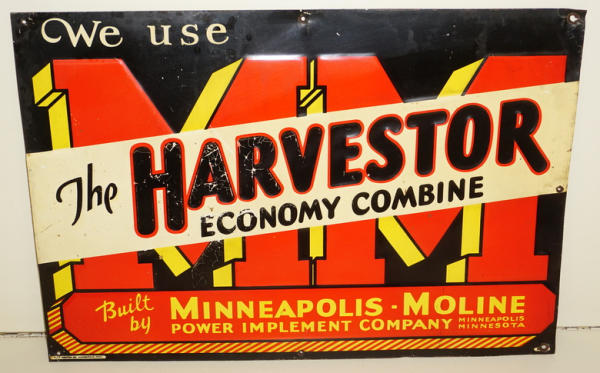 We use
MM
The HARVESTOR
ECONOMY COMBINE
Built by
MINNEAPOLIS-MOLINE
POWER IMPLEMENT COMPANY MINNEAPOLIS MINNESOTA